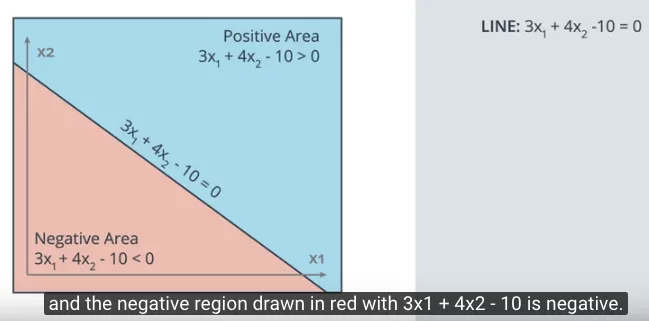 Positive Area
3x₁ + 4x₂ - 10 > 0
LINE: 3x₁ + 4x₂ -10 = 0
X2
3x₁ + 4x₂ - 10 = 0
Negative Area
3x₁ + 4x₂ - 10 < 0
X1
and the negative region drawn in red with 3x1 + 4x2 - 10 is negative.